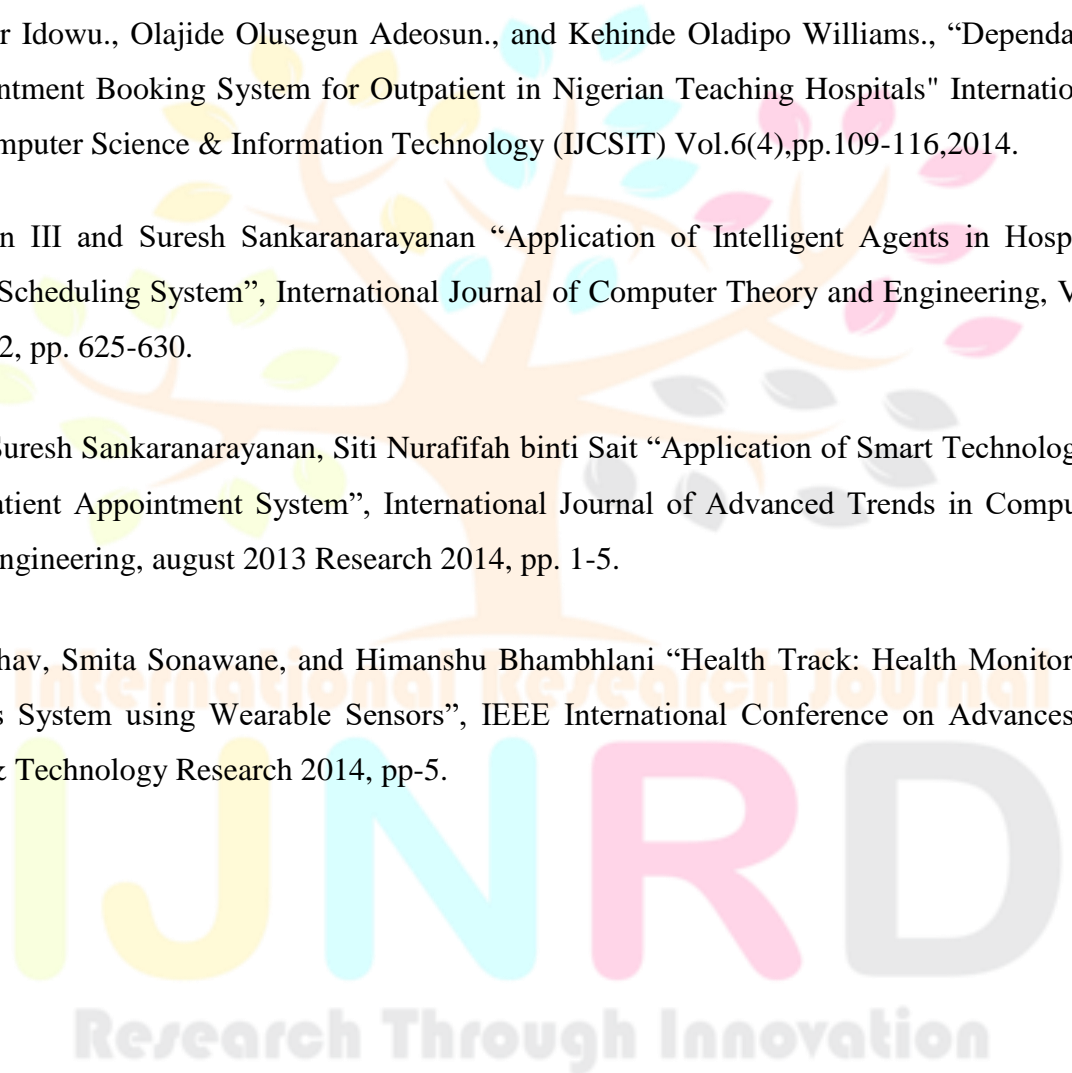 r Idowu., Olajide Olusegun Adeosun., and Kehinde Oladipo Williams., “Dependa
ntment Booking System for Outpatient in Nigerian Teaching Hospitals" Internatio
mputer Science & Information Technology (IJCSIT) Vol.6(4),pp.109-116,2014.
n III and Suresh Sankaranarayanan “Application of Intelligent Agents in Hosp
Scheduling System”, International Journal of Computer Theory and Engineering, V
2, pp. 625-630.
Suresh Sankaranarayanan, Siti Nurafifah binti Sait “Application of Smart Technolog
atient Appointment System”, International Journal of Advanced Trends in Compu
ngineering, august 2013 Research 2014, pp. 1-5.
hav, Smita Sonawane, and Himanshu Bhambhlani “Health Track: Health Monitor
International Research Journal
s System using Wearable Sensors”, IEEE International Conference on Advances
& Technology Research 2014, pp-5.
IJNRD
Research Through Innovation